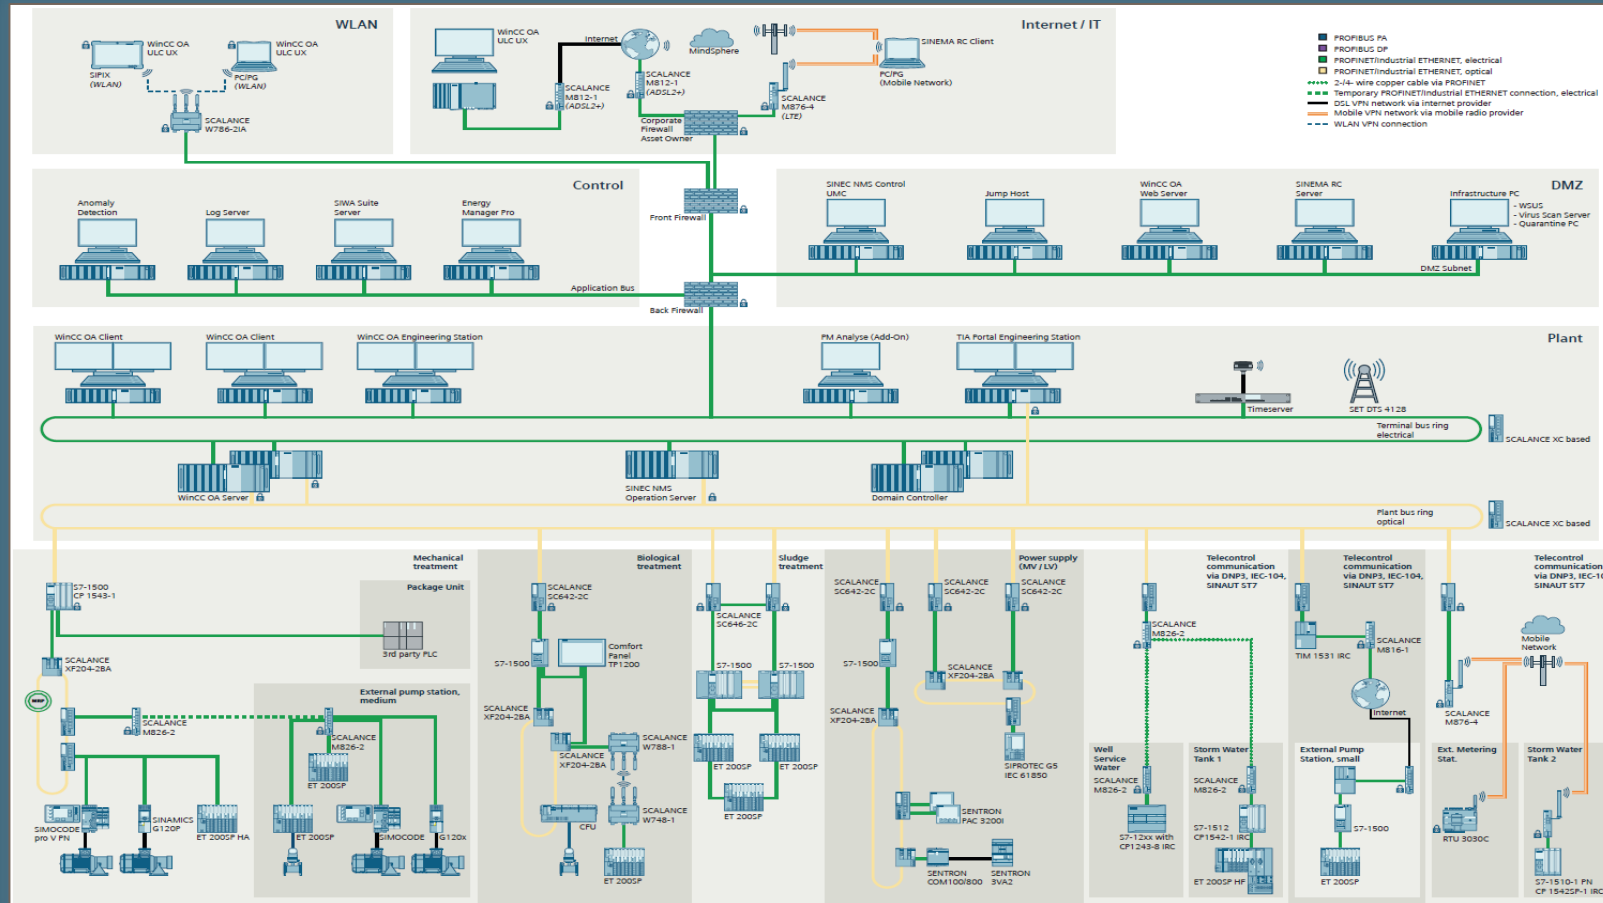 WLAN
WinCC OA
ULC UX
WinCC OA
ULC UX
SIPIX
(WLAN)
PC/PG
(WLAN)
SCALANCE
W786-2IA
Internet / IT
WinCC OA
ULC UX
Internet
MindSphere
SINEMA RC Client
PC/PG
(Mobile Network)
SCALANCE
M812-1
(ADSL2+)
SCALANCE
M812-1
(ADSL2+)
SCALANCE
M876-4
(LTE)
Corporate
Firewall
Asset Owner
PROFIBUS PA
PROFIBUS DP
PROFINET/Industrial ETHERNET, electrical
PROFINET/Industrial ETHERNET, optical
2-/4- wire copper cable via PROFINET
Temporary PROFINET/Industrial ETHERNET connection, electrical
DSL VPN network via internet provider
Mobile VPN network via mobile radio provider
WLAN VPN connection
Control
Anomaly
Detection
Log Server
SIWA Suite
Server
Energy
Manager Pro
Application Bus
Front Firewall
Back Firewall
DMZ
SINEC NMS Control
UMC
Jump Host
WinCC OA
Web Server
SINEMA RC
Server
Infrastructure PC
- WSUS
- Virus Scan Server
- Quarantine PC
DMZ Subnet
Plant
WinCC OA Client
WinCC OA Client
WinCC OA Engineering Station
PM Analyse (Add-On)
TIA Portal Engineering Station
Timeserver
SET DTS 4128
Terminal bus ring
electrical
SCALANCE XC based
WinCC OA Server
SINEC NMS
Operation Server
Domain Controller
Plant bus ring
optical
SCALANCE XC based
Mechanical
treatment
S7-1500
CP 1543-1
Package Unit
3rd party PLC
SCALANCE
XF204-2BA
MRP
SCALANCE
M826-2
External pump station,
medium
SCALANCE
M826-2
ET 200SP
SIMOCODE
pro V PN
SINAMICS
G120P
ET 200SP HA
ET 200SP
SIMOCODE
G120x
Biological
treatment
SCALANCE
SC642-2C
S7-1500
Comfort
Panel
TP1200
SCALANCE
XF204-2BA
SCALANCE
XF204-2BA
SCALANCE
W788-1
SCALANCE
W748-1
CFU
ET 200SP
Sludge
treatment
SCALANCE
SC646-2C
S7-1500
S7-1500
ET 200SP
ET 200SP
ET 200SP
Power supply
(MV / LV)
SCALANCE
SC642-2C
SCALANCE
SC642-2C
SCALANCE
SC642-2C
S7-1500
SCALANCE
XF204-2BA
SCALANCE
XF204-2BA
SIPROTEC G5
IEC 61850
SENTRON
PAC 3200I
SENTRON
COM100/800
SENTRON
3VA2
Telecontrol
communication
via DNP3, IEC-104,
SINAUT ST7
SCALANCE
M826-2
Well
Service
Water
SCALANCE
M826-2
S7-12xx with
CP1243-8 IRC
Storm Water
Tank 1
SCALANCE
M826-2
S7-1512
CP1542-1 IRC
ET 200SP HF
Telecontrol
communication
via DNP3, IEC-104,
SINAUT ST7
TIM 1531 IRC
SCALANCE
M816-1
Internet
External Pump
Station, small
S7-1500
ET 200SP
Telecontrol
communication
via DNP3, IEC-10
SINAUT ST7
Mobile
Network
SCALANCE
M876-4
Ext. Metering
Stat.
RTU 3030C
Storm Water
Tank 2
S7-1510-1 PN
CP 1542SP-1 IRC